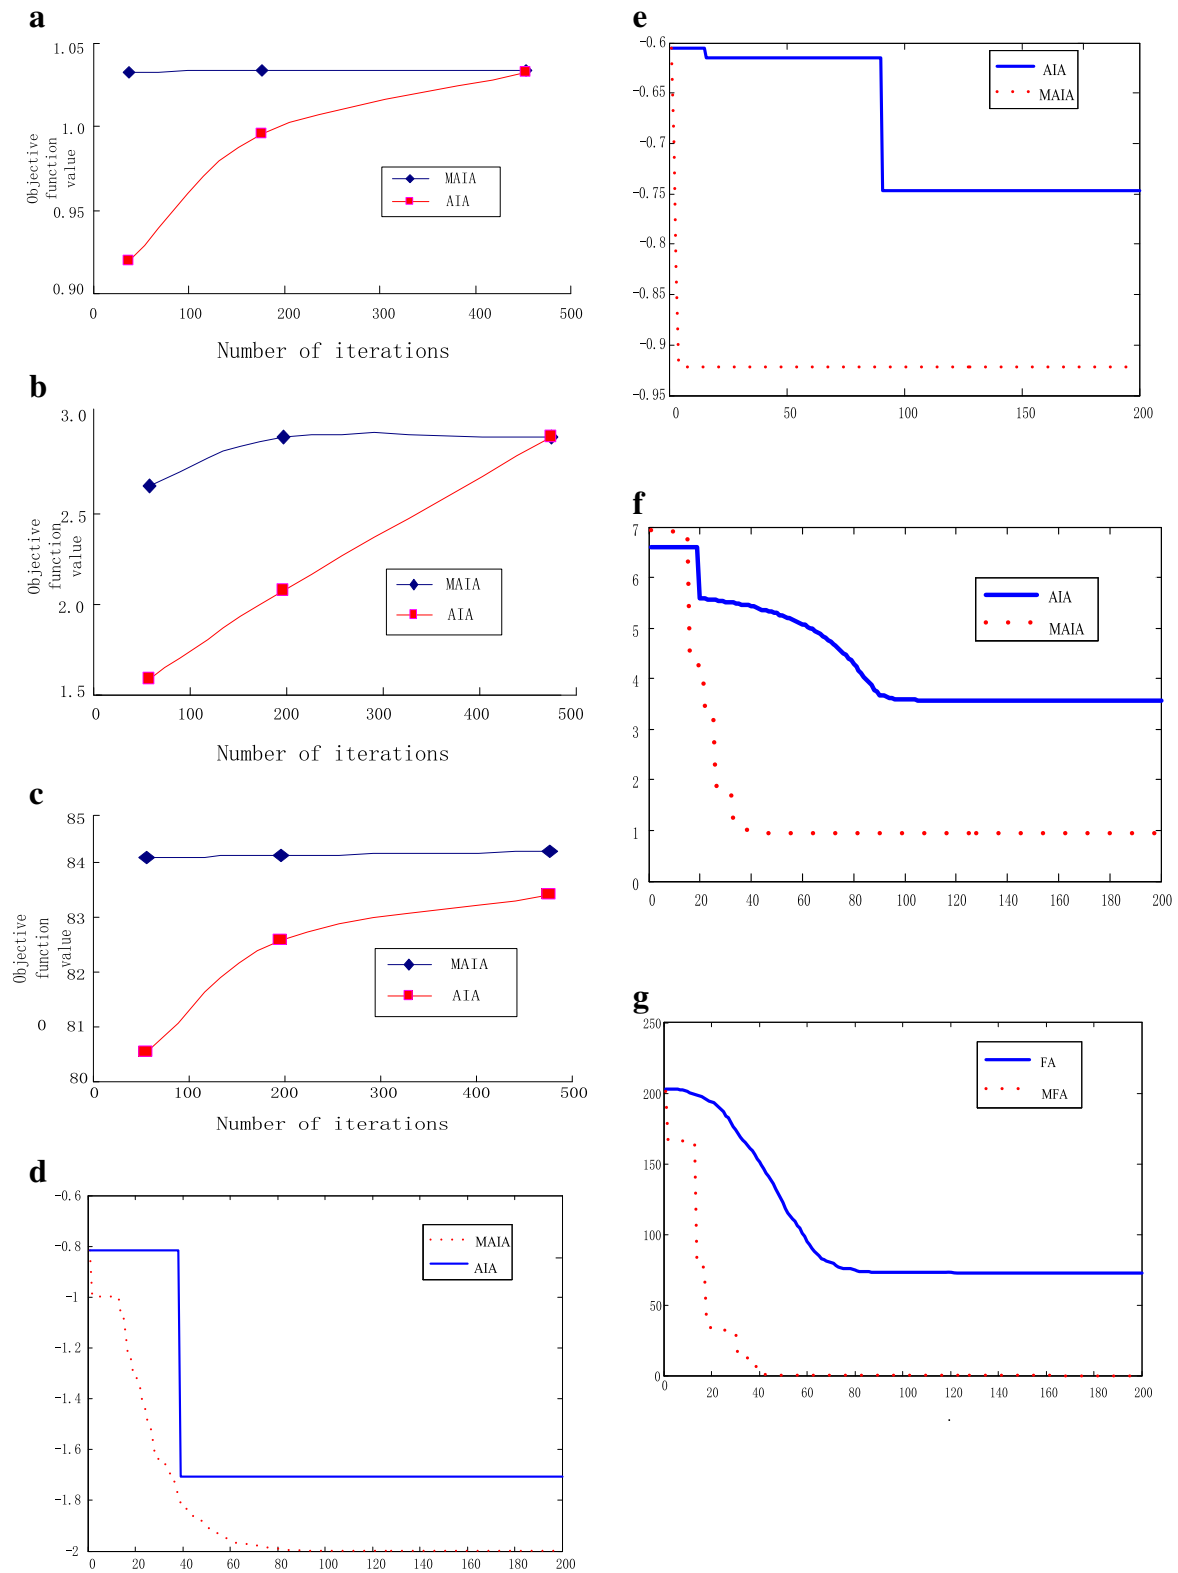 a
1.05
1.0
0.95
0.90
Objective
function
value
MAIA
AIA
0 100 200 300 400 500
Number of iterations
b
3.0
2.5
2.0
1.5
Objective
function
value
MAIA
AIA
0 100 200 300 400 500
Number of iterations
c
85
84
83
82
81
80
Objective
function
value
O
MAIA
AIA
0 100 200 300 400 500
Number of iterations
d
-0.6
-0.8
-1
-1.2
-1.4
-1.6
-1.8
-2
MAIA
AIA
0 20 40 60 80 100 120 140 160 180 200
e
-0.6
-0.65
-0.7
-0.75
-0.8
-0.85
-0.9
-0.95
AIA
MAIA
0 50 100 150 200
f
7
6
5
4
3
2
1
0
AIA
MAIA
0 20 40 60 80 100 120 140 160 180 200
g
250
200
150
100
50
0
FA
MFA
0 20 40 60 80 100 120 140 160 180 200